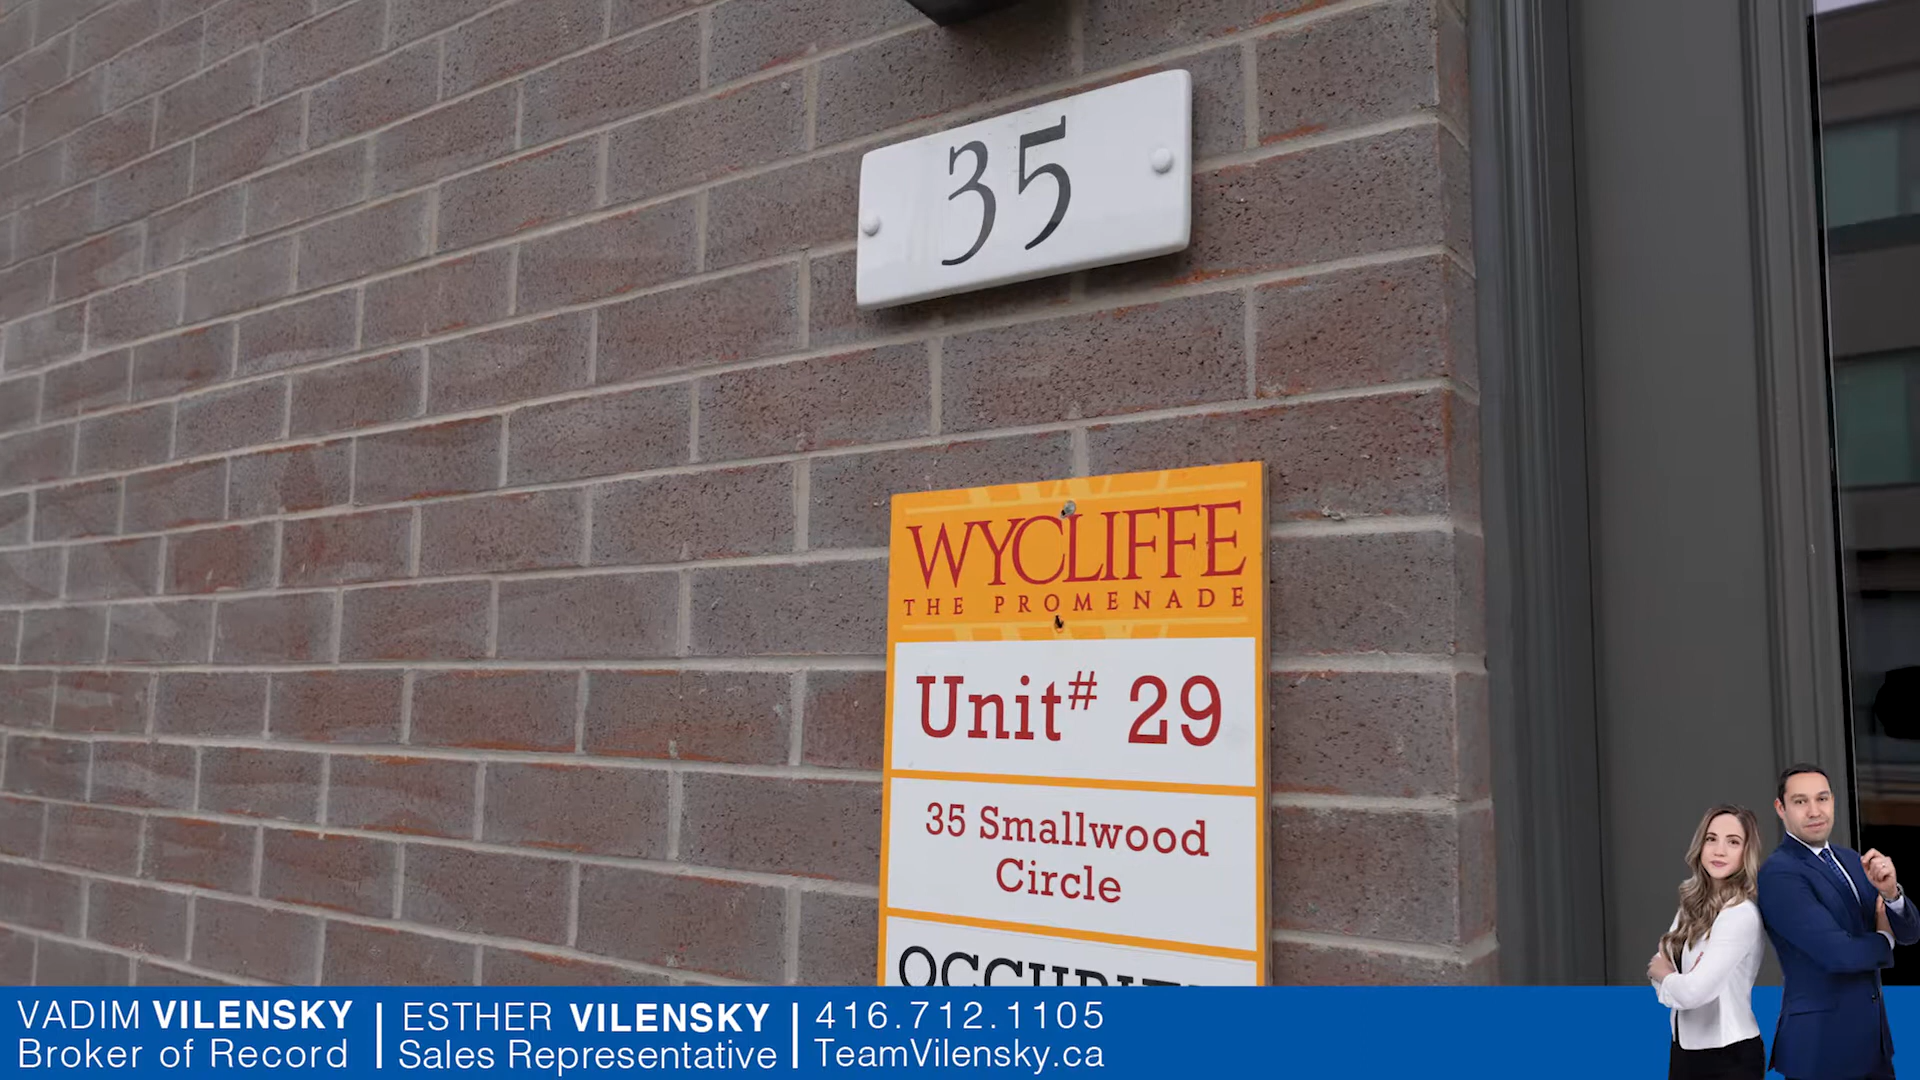 35
WYCLIFFE
THE PROMENADE
Unit# 29
35 Smallwood
Circle
VADIM VILENSKY
Broker of Record
ESTHER VILENSKY
Sales Representative
416.712.1105
TeamVilensky.ca